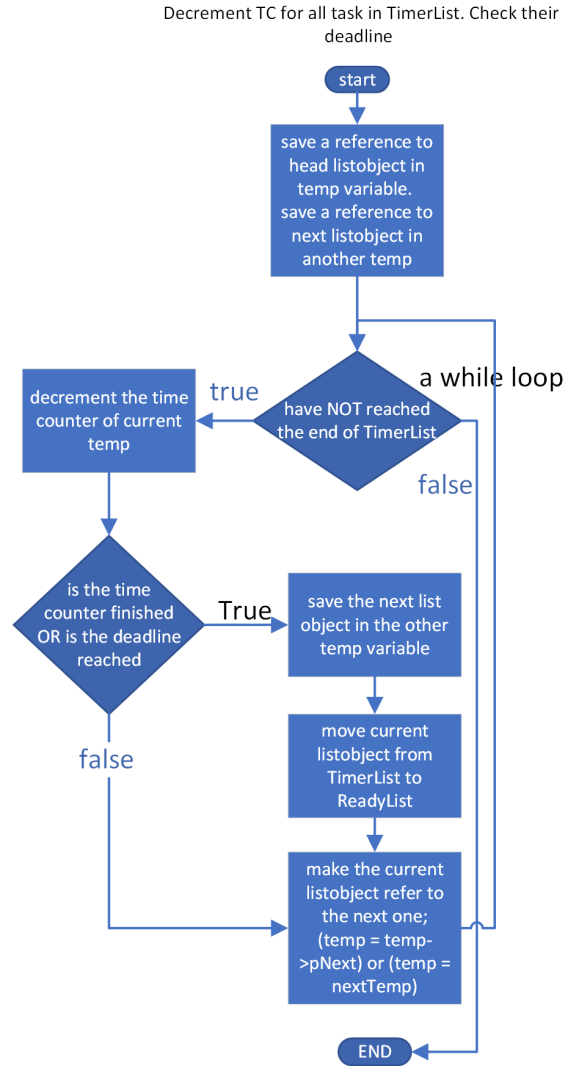 Decrement TC for all task in TimerList. Check their
deadline
start
save a reference to
head listobject in
temp variable.
save a reference to
next listobject in
another temp
a while loop
have NOT reached
the end of TimerList
true
false
decrement the time
counter of current
temp
is the time
counter finished
OR is the deadline
reached
True
false
save the next list
object in the other
temp variable
move current
listobject from
TimerList to
ReadyList
make the current
listobject refer to
the next one;
(temp = temp-
>pNext) or (temp =
nextTemp)
END